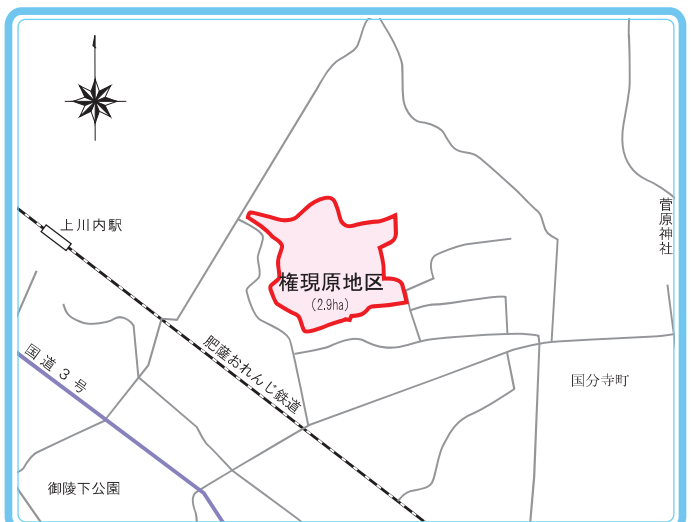 上川内駅
菅原神社
権現原地区
(2.9ha)
肥薩おれんじ鉄道
国道3号
国分寺町
御陵下公園